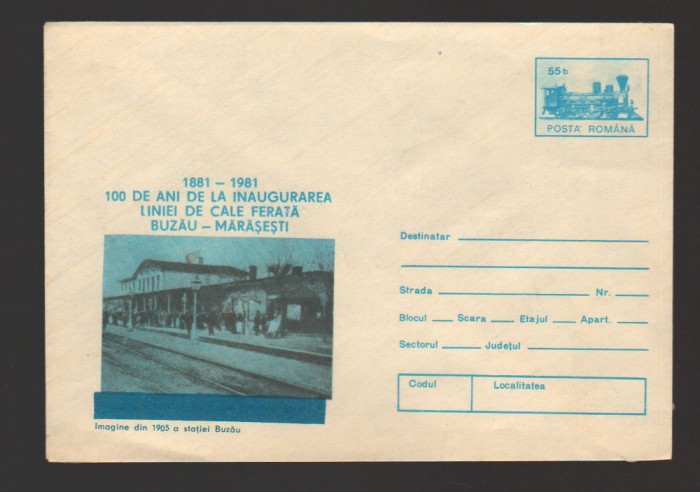 55b
POSTA ROMÂNĂ
1881 – 1981
100 DE ANI DE LA INAUGURAREA
LINIEI DE CALE FERATĂ
BUZĂU – MĂRĂȘEȘTI
Imagine din 1905 a stației Buzău
Destinatar
Strada Nr.
Blocul Scara Etajul Apart.
Sectorul Județul
Codul Localitatea